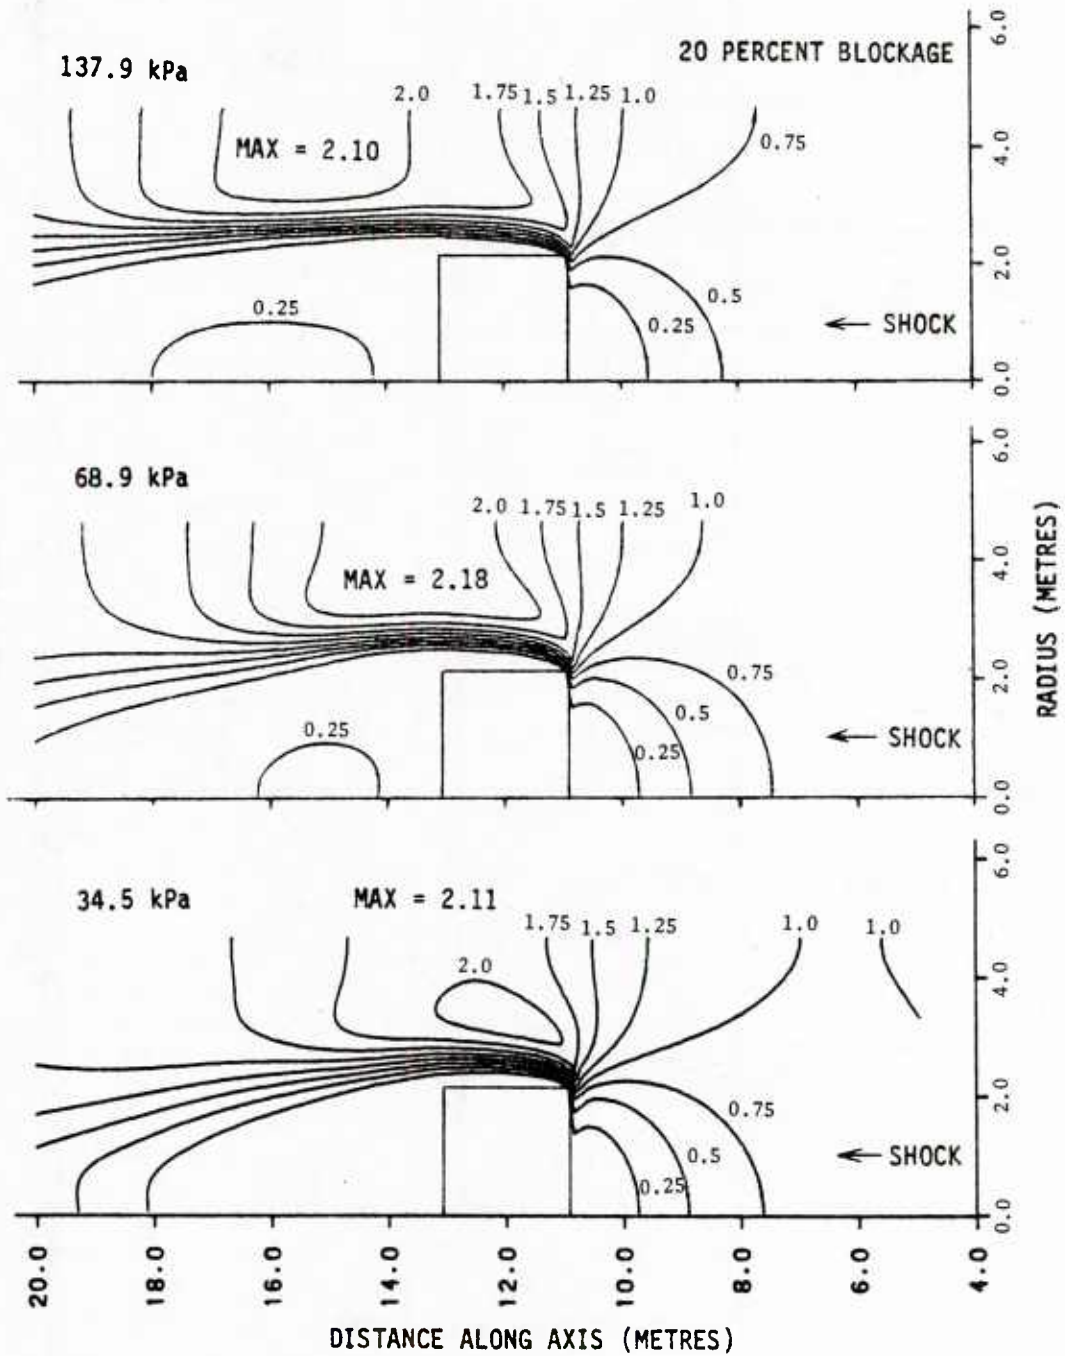 137.9 kPa
20 PERCENT BLOCKAGE
2.0 1.75 1.5 1.25 1.0
0.75
MAX = 2.10
0.25
0.5
0.25
← SHOCK
6.0
4.0
2.0
0.0
68.9 kPa
2.0 1.75 1.5 1.25 1.0
MAX = 2.18
0.75
0.5
0.25
0.25
← SHOCK
6.0
4.0
2.0
0.0
RADIUS (METRES)
34.5 kPa
MAX = 2.11
1.75 1.5 1.25 1.0 1.0
2.0
0.75
0.5
0.25
← SHOCK
6.0
4.0
2.0
0.0
20.0 18.0 16.0 14.0 12.0 10.0 8.0 6.0 4.0
DISTANCE ALONG AXIS (METRES)